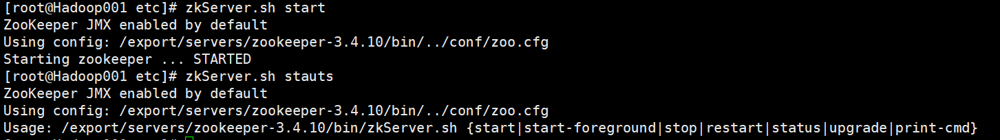 [root@Hadoop001 etc]# zkServer.sh start
ZooKeeper JMX enabled by default
Using config: /export/servers/zookeeper-3.4.10/bin/../conf/zoo.cfg
Starting zookeeper ... STARTED
[root@Hadoop001 etc]# zkServer.sh stauts
ZooKeeper JMX enabled by default
Using config: /export/servers/zookeeper-3.4.10/bin/../conf/zoo.cfg
Usage: /export/servers/zookeeper-3.4.10/bin/zkServer.sh {start|start-foreground|stop|restart|status|upgrade|print-cmd}